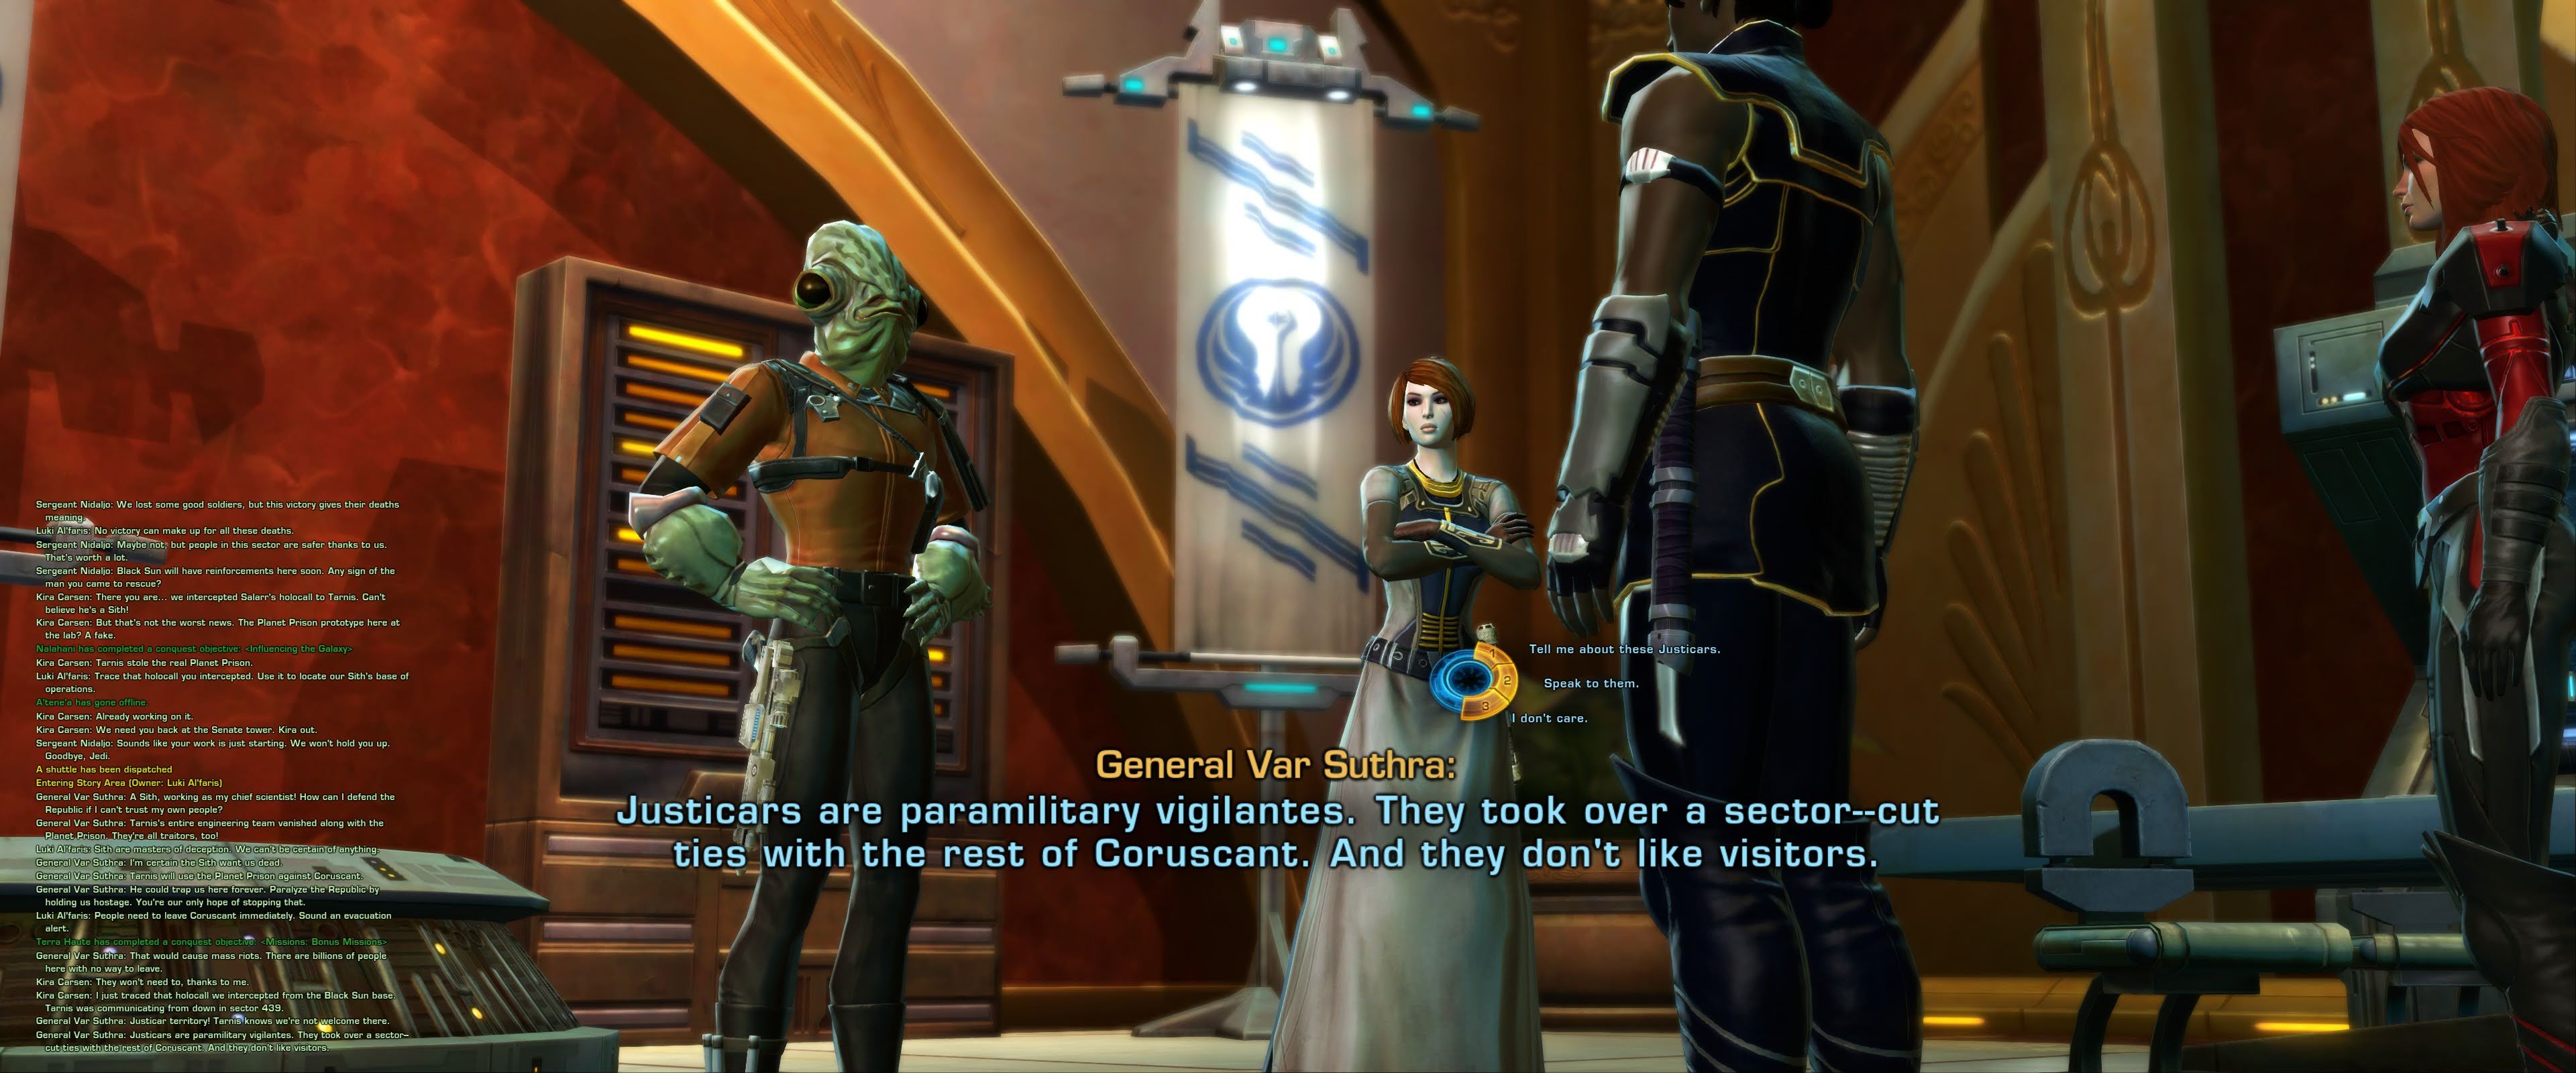 Sergeant Nidaljo: We lost some good soldiers, but this victory gives their deaths
meaning.
Luki Al'faris: No victory can make up for all these deaths.
Sergeant Nidaljo: Maybe not, but people in this sector are safer thanks to us.
That's worth a lot.
Sergeant Nidaljo: Black Sun will have reinforcements here soon. Any sign of the
man you came to rescue?
Kira Carsen: There you are... we intercepted Salarr's holocall to Tarnis. Can't
believe he's a Sith!
Kira Carsen: But that's not the worst news. The Planet Prison prototype here at
the lab? A fake.
Nalahani has completed a conquest objective: <Influencing the Galaxy>
Kira Carsen: Tarnis stole the real Planet Prison.
Luki Al'faris: Trace that holocall you intercepted. Use it to locate our Sith's base of
operations.
A'tene'a has gone offline.
Kira Carsen: Already working on it.
Kira Carsen: We need you back at the Senate tower. Kira out.
Sergeant Nidaljo: Sounds like your work is just starting. We won't hold you up.
Goodbye, Jedi.
A shuttle has been dispatched
Entering Story Area (Owner: Luki Al'faris)
General Var Suthra: A Sith, working as my chief scientist! How can I defend the
Republic if I can't trust my own people?
General Var Suthra: Tarnis's entire engineering team vanished along with the
Planet Prison. They're all traitors, too!
Luki Al'faris: Sith are masters of deception. We can't be certain of anything.
General Var Suthra: I'm certain the Sith want us dead.
General Var Suthra: Tarnis will use the Planet Prison against Coruscant.
General Var Suthra: He could trap us here forever. Paralyze the Republic by
holding us hostage. You're our only hope of stopping that.
Luki Al'faris: People need to leave Coruscant immediately. Sound an evacuation
alert.
Terra Haute has completed a conquest objective: <Missions: Bonus Missions>
General Var Suthra: That would cause mass riots. There are billions of people
here with no way to leave.
Kira Carsen: They won't need to, thanks to me.
Kira Carsen: I just traced that holocall we intercepted from the Black Sun base.
Tarnis was communicating from down in sector 439.
General Var Suthra: Justicar territory! Tarnis knows we're not welcome there.
General Var Suthra: Justicars are paramilitary vigilantes. They took over a sector--
cut ties with the rest of Coruscant. And they don't like visitors.
1 Tell me about these Justicars.
2 Speak to them.
3 I don't care.
General Var Suthra:
Justicars are paramilitary vigilantes. They took over a sector--cut
ties with the rest of Coruscant. And they don't like visitors.